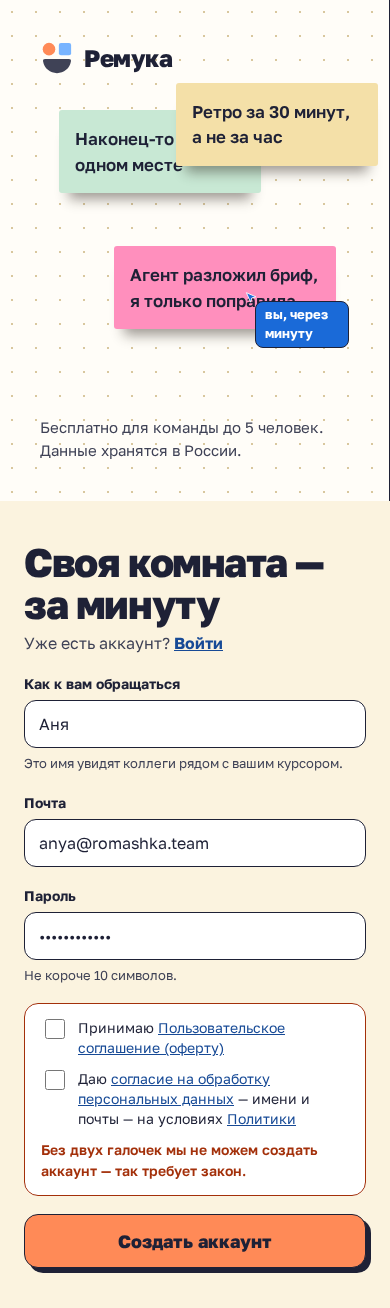 Ремука
Ретро за 30 минут,
а не за час
Наконец-то
одном месте
Агент разложил бриф,
я только поправила
вы, через
минуту
Бесплатно для команды до 5 человек.
Данные хранятся в России.
Своя комната —
за минуту
Уже есть аккаунт? Войти
Как к вам обращаться
Аня
Это имя увидят коллеги рядом с вашим курсором.
Почта
anya@romashka.team
Пароль
••••••••••••
Не короче 10 символов.
Принимаю Пользовательское
соглашение (оферту)
Даю согласие на обработку
персональных данных — имени и
почты — на условиях Политики
Без двух галочек мы не можем создать
аккаунт — так требует закон.
Создать аккаунт